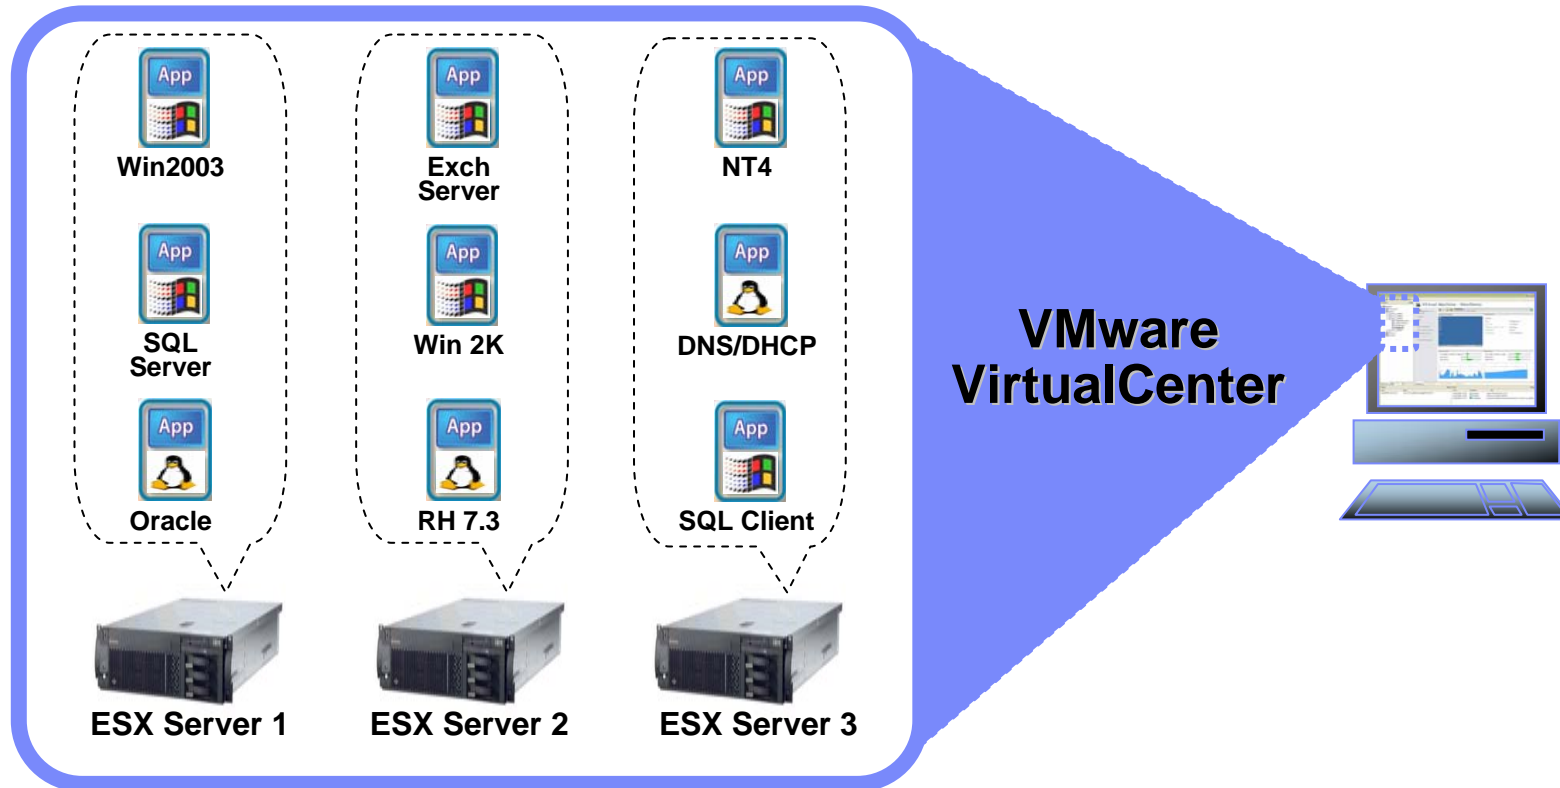 App
Win2003
App
SQL
Server
App
Oracle
ESX Server 1
App
Exch
Server
App
Win 2K
App
RH 7.3
ESX Server 2
App
NT4
App
DNS/DHCP
App
SQL Client
ESX Server 3
VMware
VirtualCenter